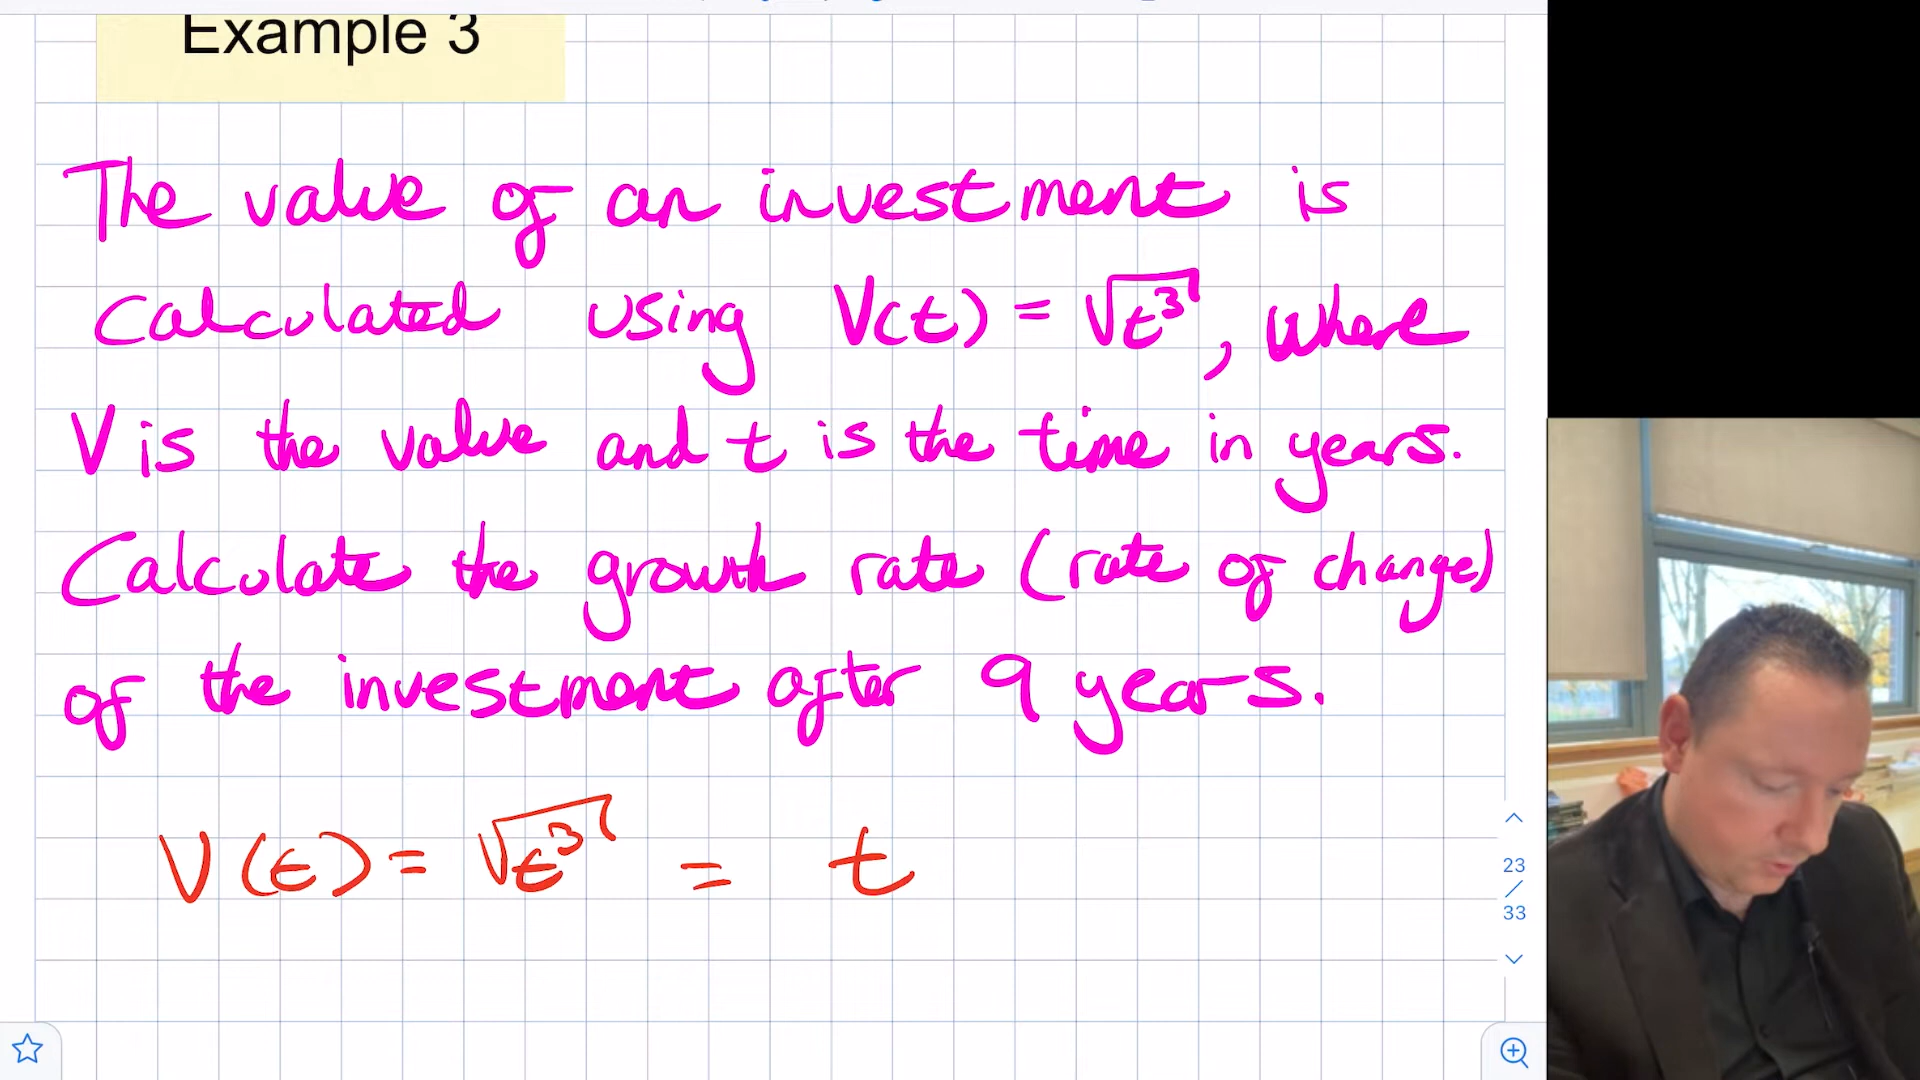 Example 3
The value of an investment is
calculated using V(t) = √t³, where
V is the value and t is the time in years.
Calculate the growth rate (rate of change)
of the investment after 9 years.
V(t) = √t³ = t
23
/
33